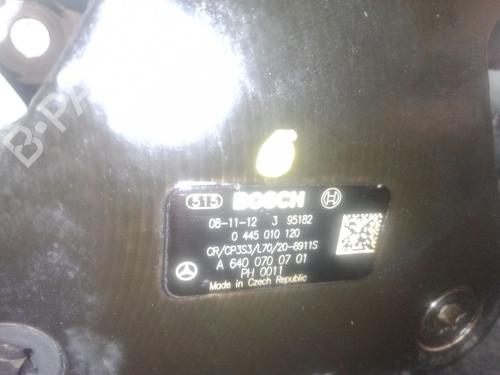 B-PA
6
515 BOSCH
08-11-12 3 95182
0 445 010 120
CR/CP3S3/L70/20-8911S
A 640 070 07 01
PH 0011
Made in Czech Republic